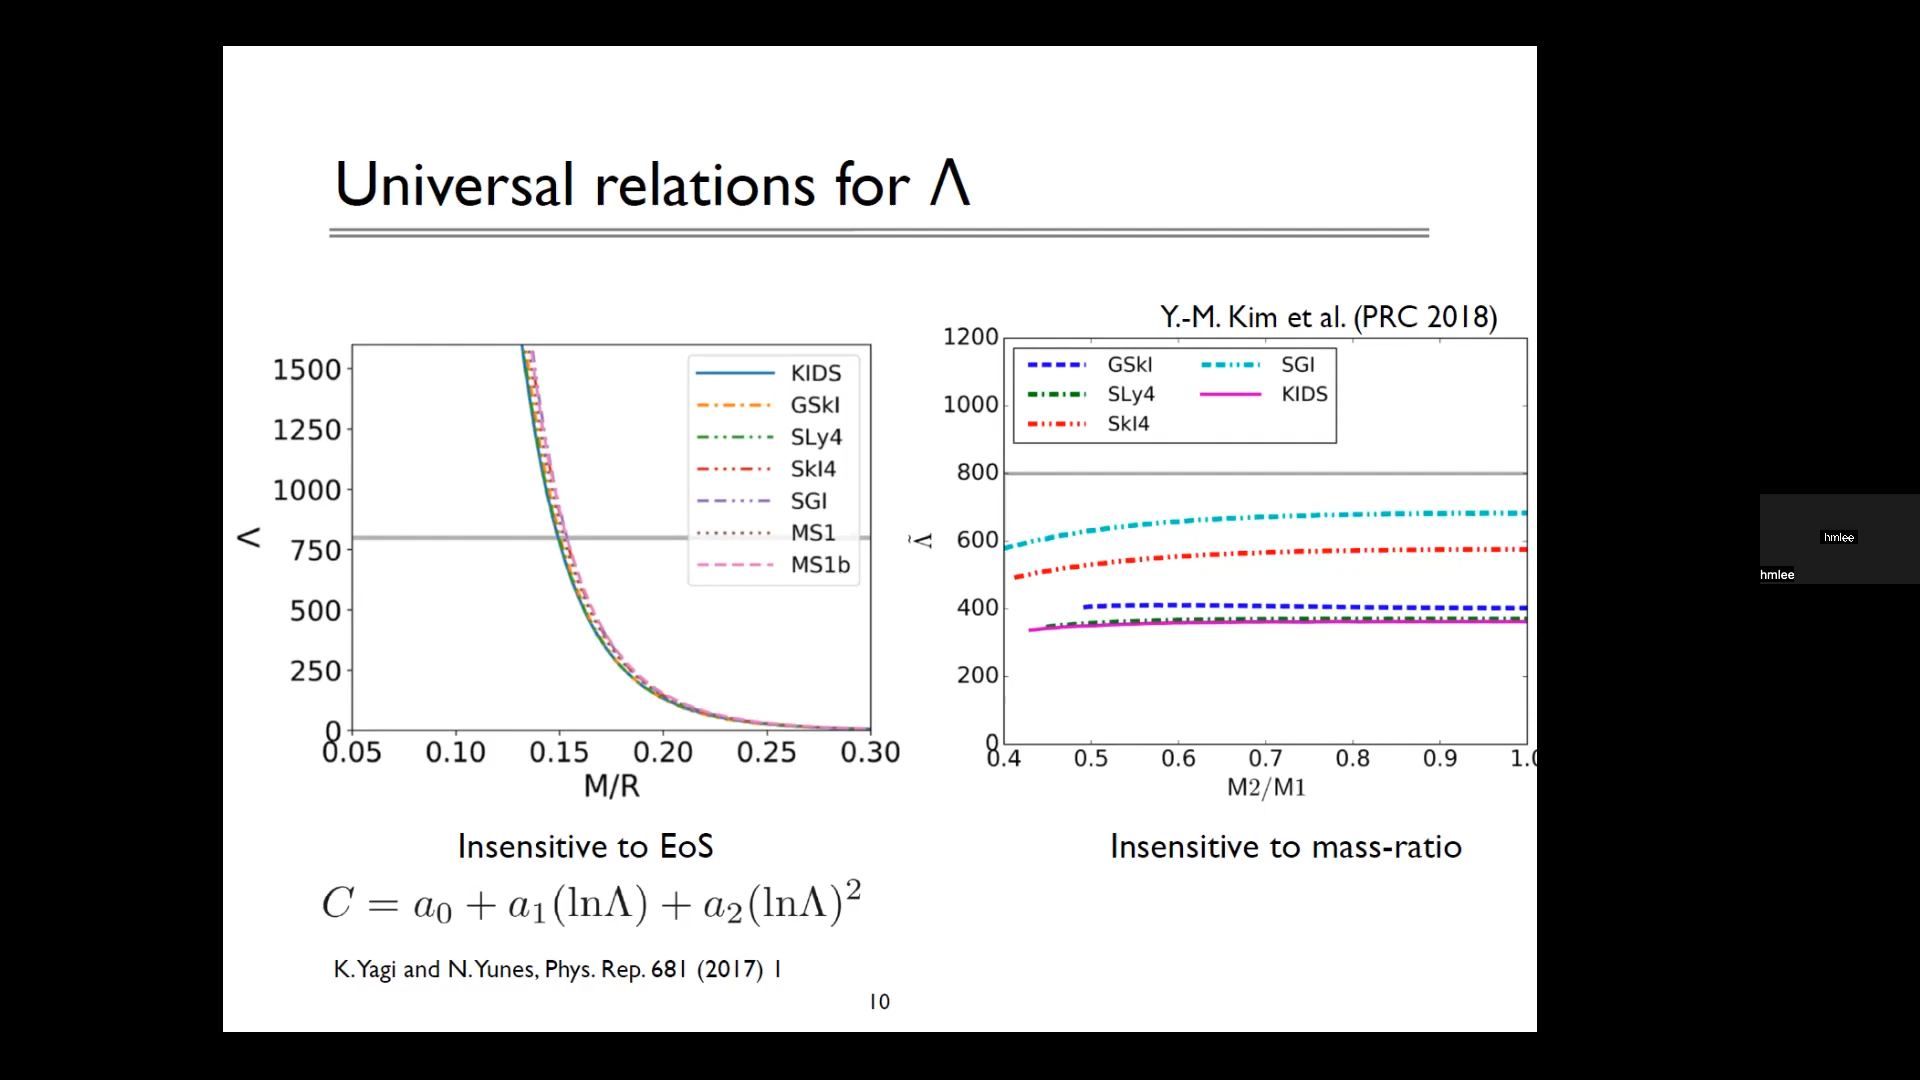 Universal relations for Λ
Y.-M. Kim et al. (PRC 2018)
1500
1250
1000
750
500
250
0
Λ
0.05 0.10 0.15 0.20 0.25 0.30
M/R
KIDS
GSkI
SLy4
SkI4
SGI
MS1
MS1b
1200
1000
800
600
400
200
0
Λ̃
0.4 0.5 0.6 0.7 0.8 0.9 1.0
M2/M1
GSkI SGI
SLy4 KIDS
SkI4
Insensitive to EoS
Insensitive to mass-ratio
C = a₀ + a₁(lnΛ) + a₂(lnΛ)²
K. Yagi and N. Yunes, Phys. Rep. 681 (2017) 1
10
hmlee
hmlee